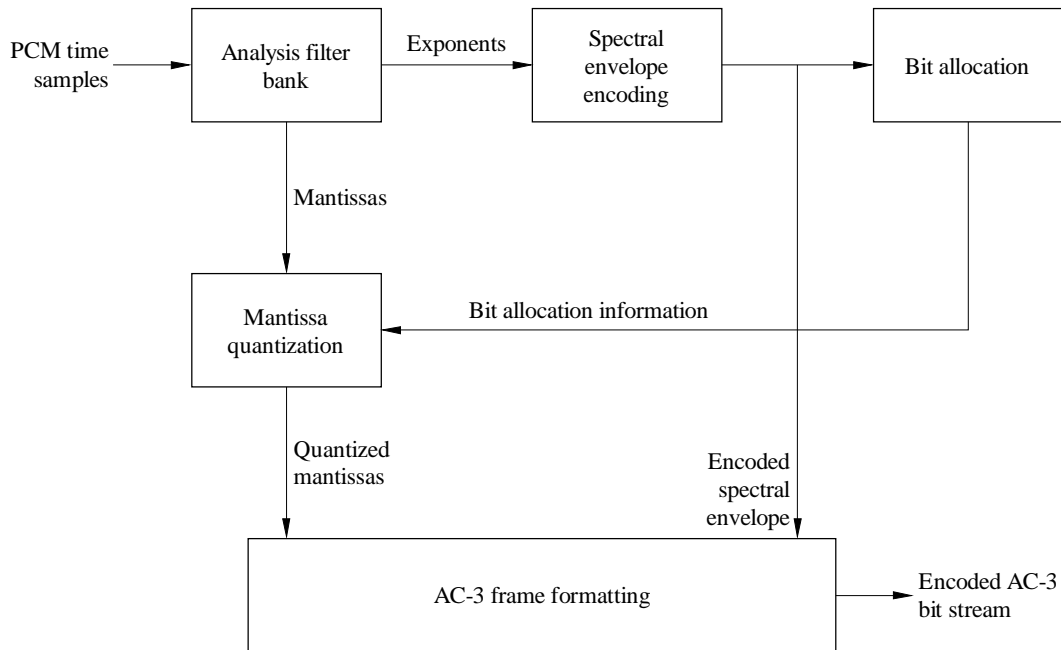 PCM time
samples
Analysis filter
bank
Exponents
Spectral
envelope
encoding
Bit allocation
Mantissas
Mantissa
quantization
Bit allocation information
Quantized
mantissas
Encoded
spectral
envelope
AC-3 frame formatting
Encoded AC-3
bit stream